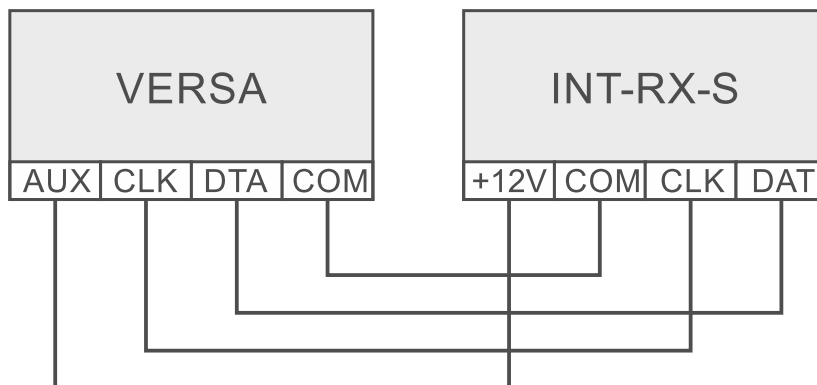 VERSA INT-RX-S
AUX CLK DTA COM +12V COM CLK DAT